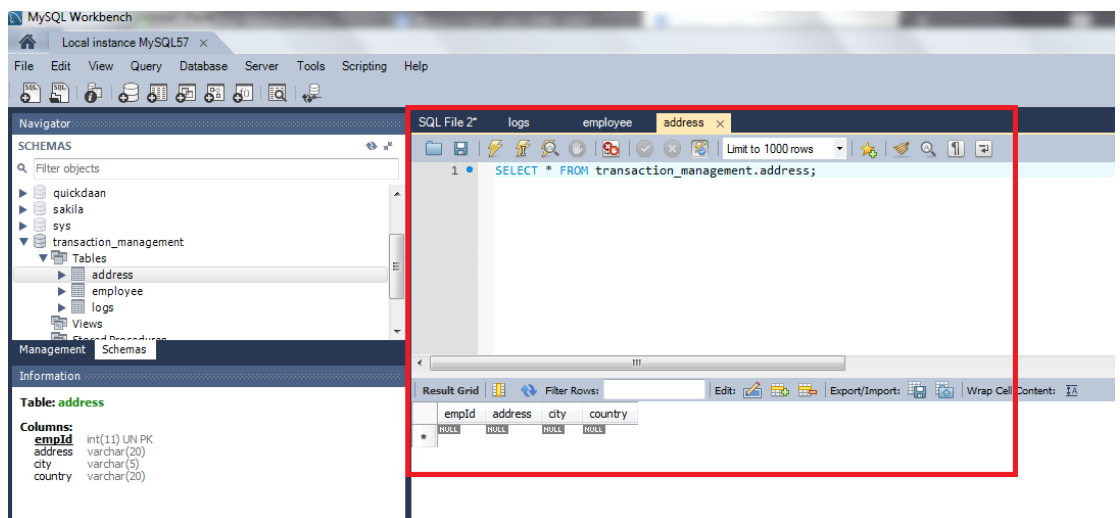 MySQL Workbench
Local instance MySQL57 ×
File Edit View Query Database Server Tools Scripting Help
Navigator
SCHEMAS
Filter objects
quickdaan
sakila
sys
transaction_management
Tables
address
employee
logs
Views
Stored Procedures
Management Schemas
Information
Table: address
Columns:
empId int(11) UN PK
address varchar(20)
city varchar(5)
country varchar(20)
SQL File 2* logs employee address ×
Limit to 1000 rows
1 SELECT * FROM transaction_management.address;
Result Grid Filter Rows: Edit: Export/Import: Wrap Cell Content:
empId address city country
* NULL NULL NULL NULL